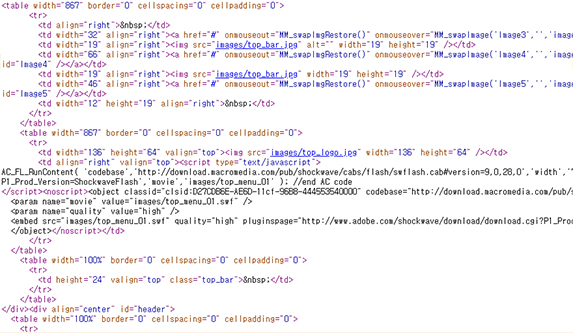 <table width="867" border="0" cellspacing="0" cellpadding="0">
<tr>
<td align="right">&nbsp;</td>
<td width="32" align="right"><a href="#" onmouseout="MM_swapImgRestore()" onmouseover="MM_swapImage('Image3','','imag
<td width="19" align="right"><img src="images/top_bar.jpg" alt="" width="19" height="19" /></td>
<td width="66" align="right"><a href="#" onmouseout="MM_swapImgRestore()" onmouseover="MM_swapImage('Image4','','imag
id="Image4" /></a></td>
<td width="19" align="right"><img src="images/top_bar.jpg" width="19" height="19" /></td>
<td width="46" align="right"><a href="#" onmouseout="MM_swapImgRestore()" onmouseover="MM_swapImage('Image5','','imag
id="Image5" /></a></td>
<td width="12" height="19" align="right">&nbsp;</td>
</tr>
</table>
<table width="867" border="0" cellspacing="0" cellpadding="0">
<tr>
<td width="136" height="64" valign="top"><img src="images/top_logo.jpg" width="136" height="64" /></td>
<td align="right" valign="top"><script type="text/javascript">
AC_FL_RunContent( 'codebase','http://download.macromedia.com/pub/shockwave/cabs/flash/swflash.cab#version=9,0,28,0','width','
P1_Prod_Version=ShockwaveFlash','movie','images/top_menu_01' ); //end AC code
</script><noscript><object classid="clsid:D27CDB6E-AE6D-11cf-96B8-444553540000" codebase="http://download.macromedia.com/pub/s
<param name="movie" value="images/top_menu_01.swf" />
<param name="quality" value="high" />
<embed src="images/top_menu_01.swf" quality="high" pluginspage="http://www.adobe.com/shockwave/download/download.cgi?P1_Prod
</object></noscript></td>
</tr>
</table>
<table width="100%" border="0" cellspacing="0" cellpadding="0">
<tr>
<td height="24" valign="top" class="top_bar">&nbsp;</td>
</tr>
</table>
</div><div align="center" id="header">
<table width="100%" border="0" cellspacing="0" cellpadding="0">
<tr>